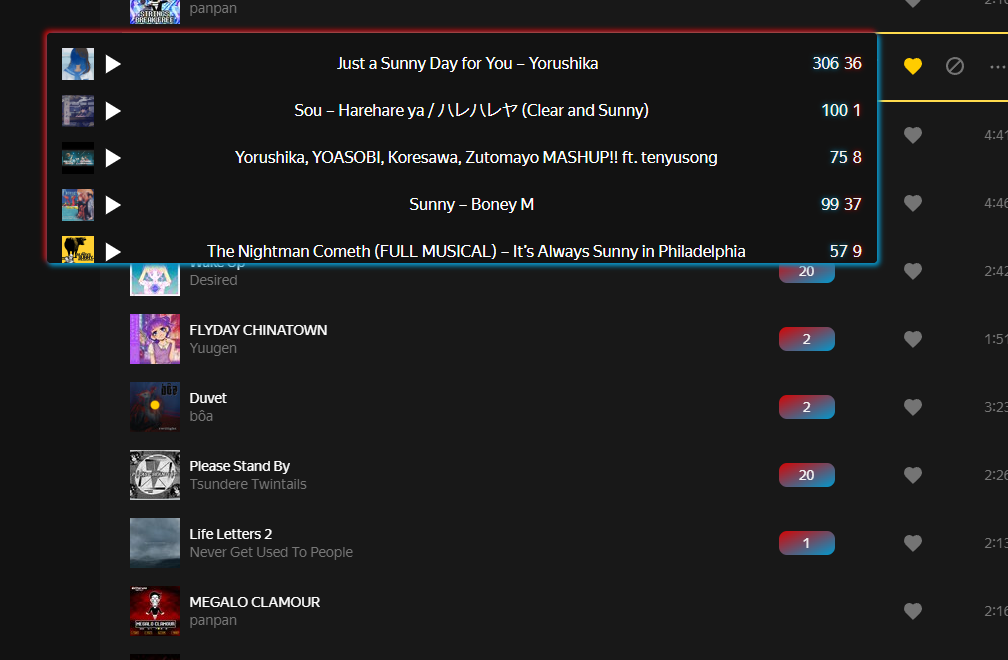 panpan
Just a Sunny Day for You – Yorushika 306 36
Sou – Harehare ya / ハレハレヤ (Clear and Sunny) 100 1
4:41
Yorushika, YOASOBI, Koresawa, Zutomayo MASHUP!! ft. tenyusong 75 8
Sunny – Boney M 99 37
4:46
The Nightman Cometh (FULL MUSICAL) – It's Always Sunny in Philadelphia 57 9
Wake Up
Desired
20
2:42
FLYDAY CHINATOWN
Yuugen
2
1:51
Duvet
bôa
2
3:23
Please Stand By
Tsundere Twintails
20
2:26
Life Letters 2
Never Get Used To People
1
2:13
MEGALO CLAMOUR
panpan
2:16